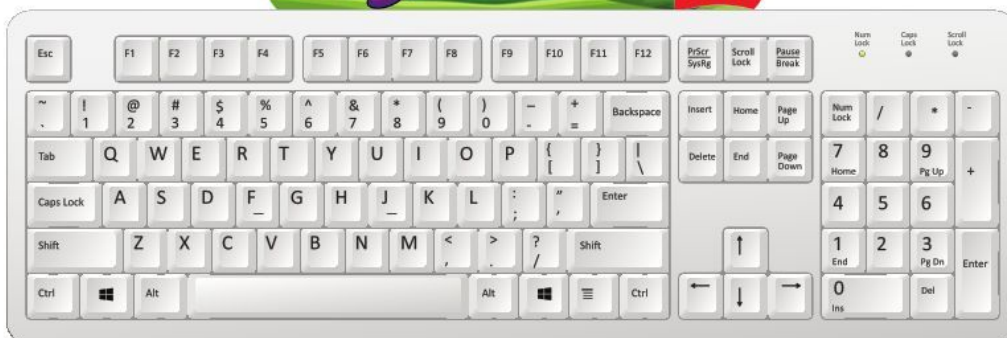 Num Lock Caps Lock Scroll Lock
Esc F1 F2 F3 F4 F5 F6 F7 F8 F9 F10 F11 F12 PrScr SysRg Scroll Lock Pause Break
~ ` ! 1 @ 2 # 3 $ 4 % 5 ^ 6 & 7 * 8 ( 9 ) 0 – - + = Backspace Insert Home Page Up Num Lock / * -
Tab Q W E R T Y U I O P { [ } ] | \ Delete End Page Down 7 Home 8 9 Pg Up +
Caps Lock A S D F G H J K L : ; " ' Enter 4 5 6
Shift Z X C V B N M < , > . ? / Shift ↑ 1 End 2 3 Pg Dn Enter
Ctrl Alt Alt Ctrl ← ↓ → 0 Ins Del